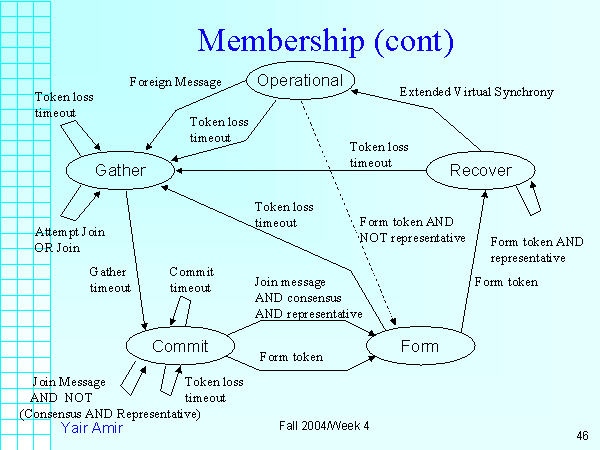 Membership (cont)
Operational
Foreign Message
Extended Virtual Synchrony
Token loss
timeout
Token loss
timeout
Token loss
timeout
Gather
Recover
Token loss
timeout
Form token AND
NOT representative
Attempt Join
OR Join
Form token AND
representative
Gather
timeout
Commit
timeout
Join message
AND consensus
AND representative
Form token
Commit
Form
Form token
Join Message
AND NOT
(Consensus AND Representative)
Token loss
timeout
Yair Amir
Fall 2004/Week 4
46